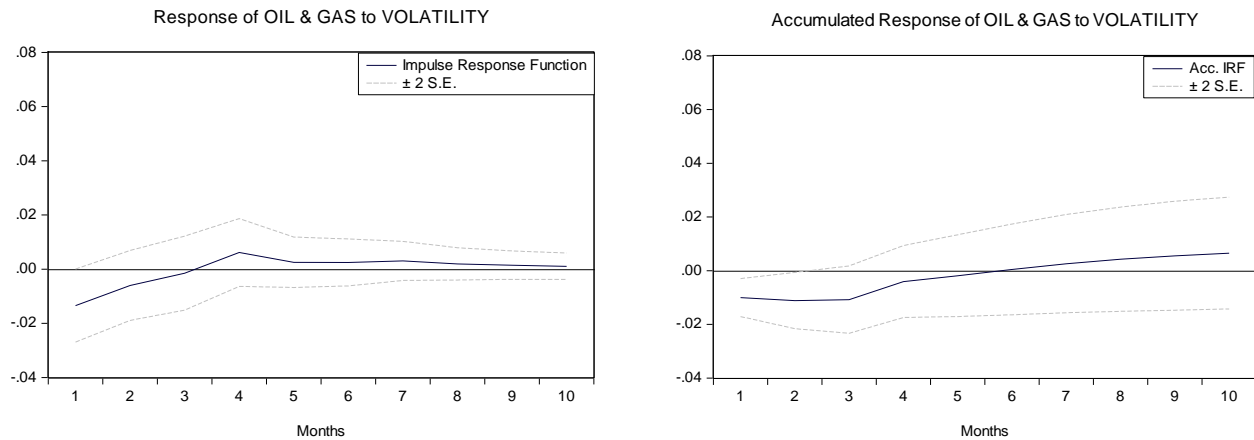 Response of OIL & GAS to VOLATILITY
.08
.06
.04
.02
.00
-.02
-.04
Impulse Response Function
± 2 S.E.
1 2 3 4 5 6 7 8 9 10
Months
Accumulated Response of OIL & GAS to VOLATILITY
.08
.06
.04
.02
.00
-.02
-.04
Acc. IRF
± 2 S.E.
1 2 3 4 5 6 7 8 9 10
Months